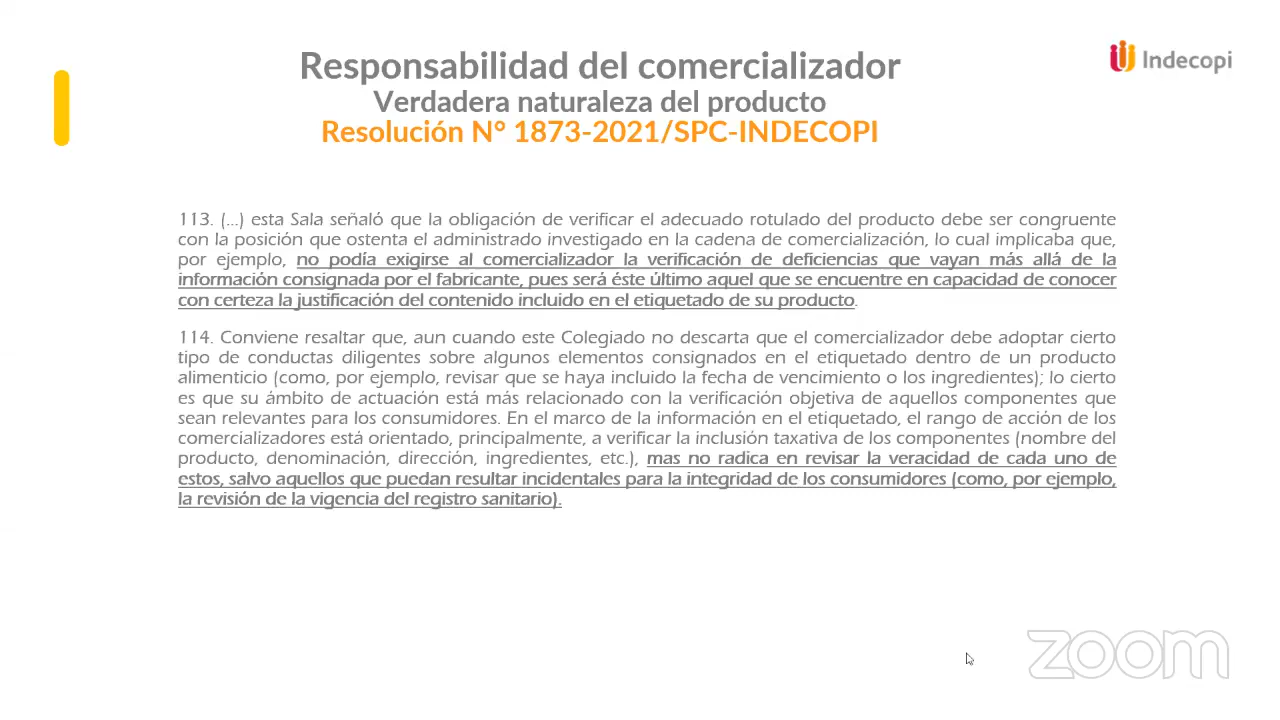 Responsabilidad del comercializador
Indecopi
Verdadera naturaleza del producto
Resolución N° 1873-2021/SPC-INDECOPI
113. (...) esta Sala señaló que la obligación de verificar el adecuado rotulado del producto debe ser congruente
con la posición que ostenta el administrado investigado en la cadena de comercialización, lo cual implicaba que,
por ejemplo, no podía exigirse al comercializador la verificación de deficiencias que vayan más allá de la
información consignada por el fabricante, pues será éste último aquel que se encuentre en capacidad de conocer
con certeza la justificación del contenido incluido en el etiquetado de su producto.
114. Conviene resaltar que, aun cuando este Colegiado no descarta que el comercializador debe adoptar cierto
tipo de conductas diligentes sobre algunos elementos consignados en el etiquetado dentro de un producto
alimenticio (como, por ejemplo, revisar que se haya incluido la fecha de vencimiento o los ingredientes); lo cierto
es que su ámbito de actuación está más relacionado con la verificación objetiva de aquellos componentes que
sean relevantes para los consumidores. En el marco de la información en el etiquetado, el rango de acción de los
comercializadores está orientado, principalmente, a verificar la inclusión taxativa de los componentes (nombre del
producto, denominación, dirección, ingredientes, etc.), mas no radica en revisar la veracidad de cada uno de
estos, salvo aquellos que puedan resultar incidentales para la integridad de los consumidores (como, por ejemplo,
la revisión de la vigencia del registro sanitario).
zoom